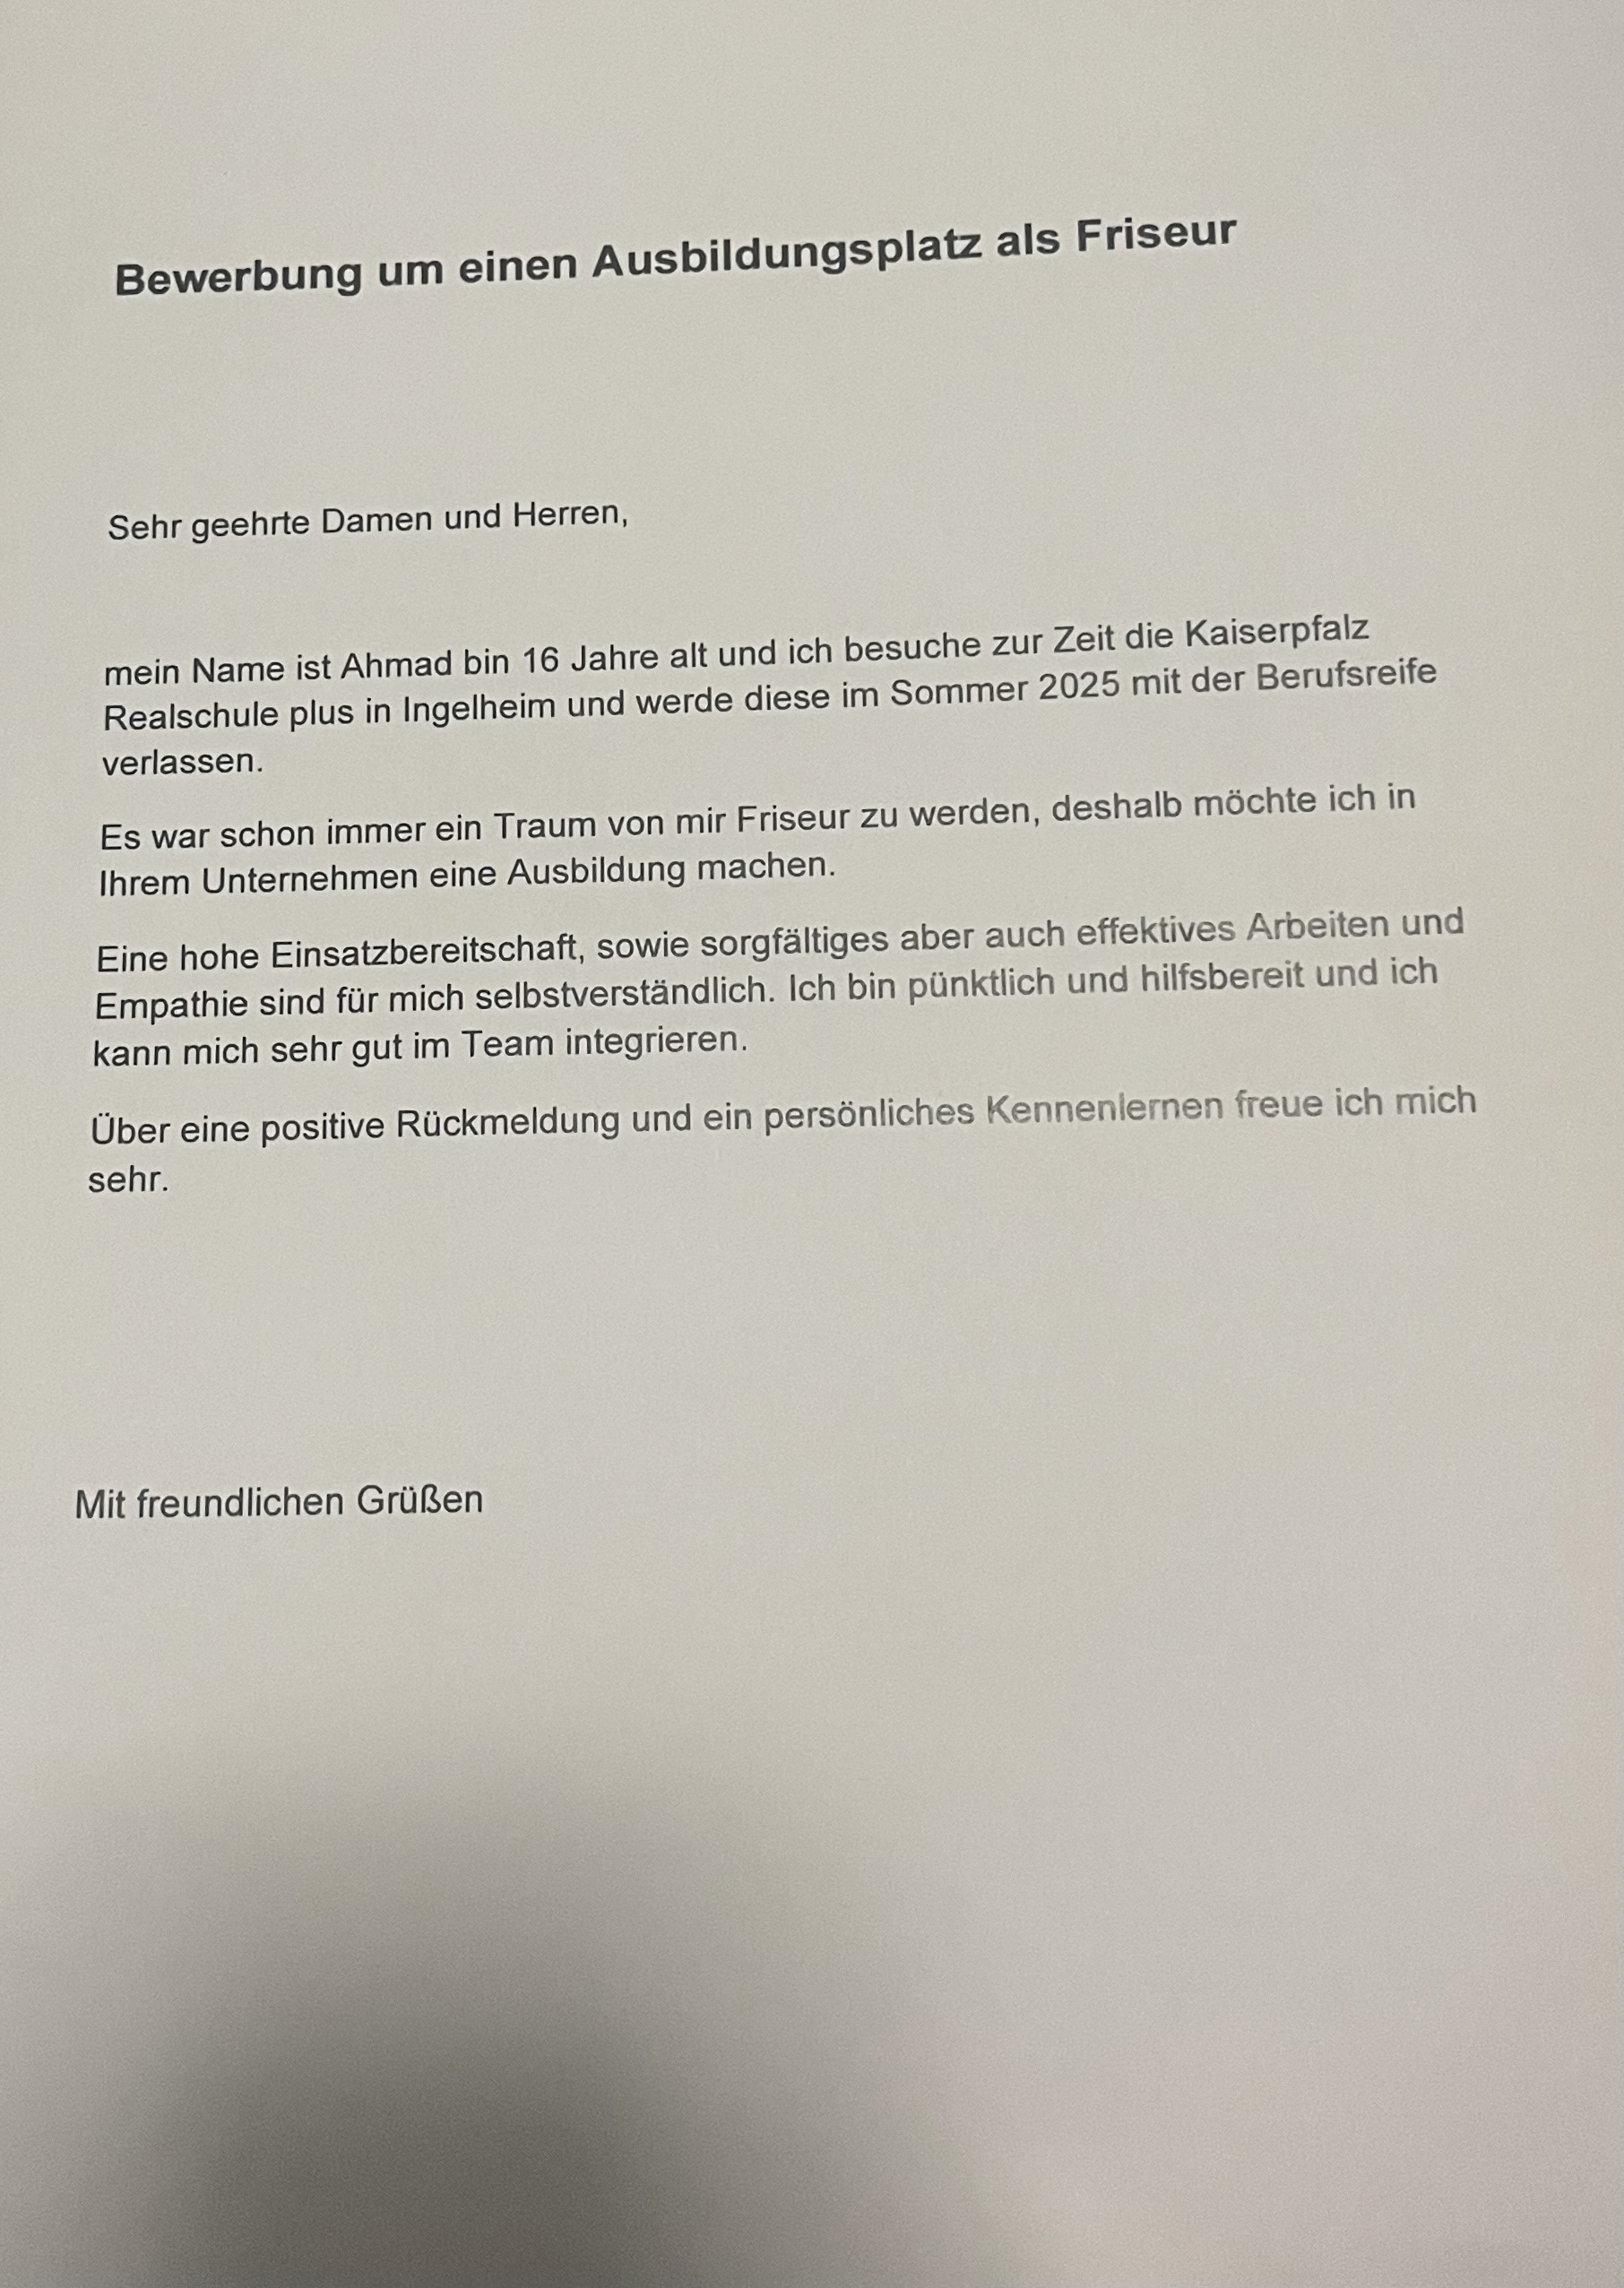 Bewerbung um einen Ausbildungsplatz als Friseur
Sehr geehrte Damen und Herren,
mein Name ist Ahmad bin 16 Jahre alt und ich besuche zur Zeit die Kaiserpfalz
Realschule plus in Ingelheim und werde diese im Sommer 2025 mit der Berufsreife
verlassen.
Es war schon immer ein Traum von mir Friseur zu werden, deshalb möchte ich in
Ihrem Unternehmen eine Ausbildung machen.
Eine hohe Einsatzbereitschaft, sowie sorgfältiges aber auch effektives Arbeiten und
Empathie sind für mich selbstverständlich. Ich bin pünktlich und hilfsbereit und ich
kann mich sehr gut im Team integrieren.
Über eine positive Rückmeldung und ein persönliches Kennenlernen freue ich mich
sehr.
Mit freundlichen Grüßen